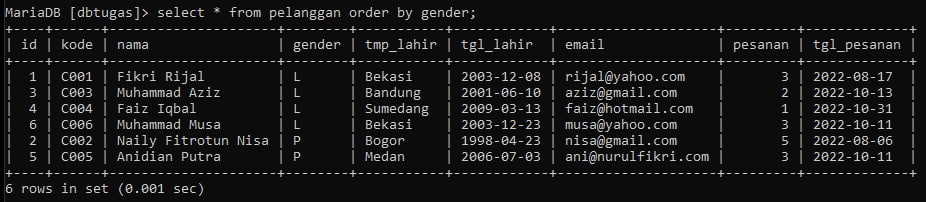 MariaDB [dbtugas]> select * from pelanggan order by gender;
+----+------+---------------------+--------+-----------+------------+---------------------+---------+-------------+
| id | kode | nama                | gender | tmp_lahir | tgl_lahir  | email               | pesanan | tgl_pesanan |
+----+------+---------------------+--------+-----------+------------+---------------------+---------+-------------+
|  1 | C001 | Fikri Rijal         | L      | Bekasi    | 2003-12-08 | rijal@yahoo.com     |       3 | 2022-08-17  |
|  3 | C003 | Muhammad Aziz       | L      | Bandung   | 2001-06-10 | aziz@gmail.com      |       2 | 2022-10-13  |
|  4 | C004 | Faiz Iqbal          | L      | Sumedang  | 2009-03-13 | faiz@hotmail.com    |       1 | 2022-10-31  |
|  6 | C006 | Muhammad Musa       | L      | Bekasi    | 2003-12-23 | musa@yahoo.com      |       3 | 2022-10-11  |
|  2 | C002 | Naily Fitrotun Nisa | P      | Bogor     | 1998-04-23 | nisa@gmail.com      |       5 | 2022-08-06  |
|  5 | C005 | Anidian Putra       | P      | Medan     | 2006-07-03 | ani@nurulfikri.com  |       3 | 2022-10-11  |
+----+------+---------------------+--------+-----------+------------+---------------------+---------+-------------+
6 rows in set (0.001 sec)